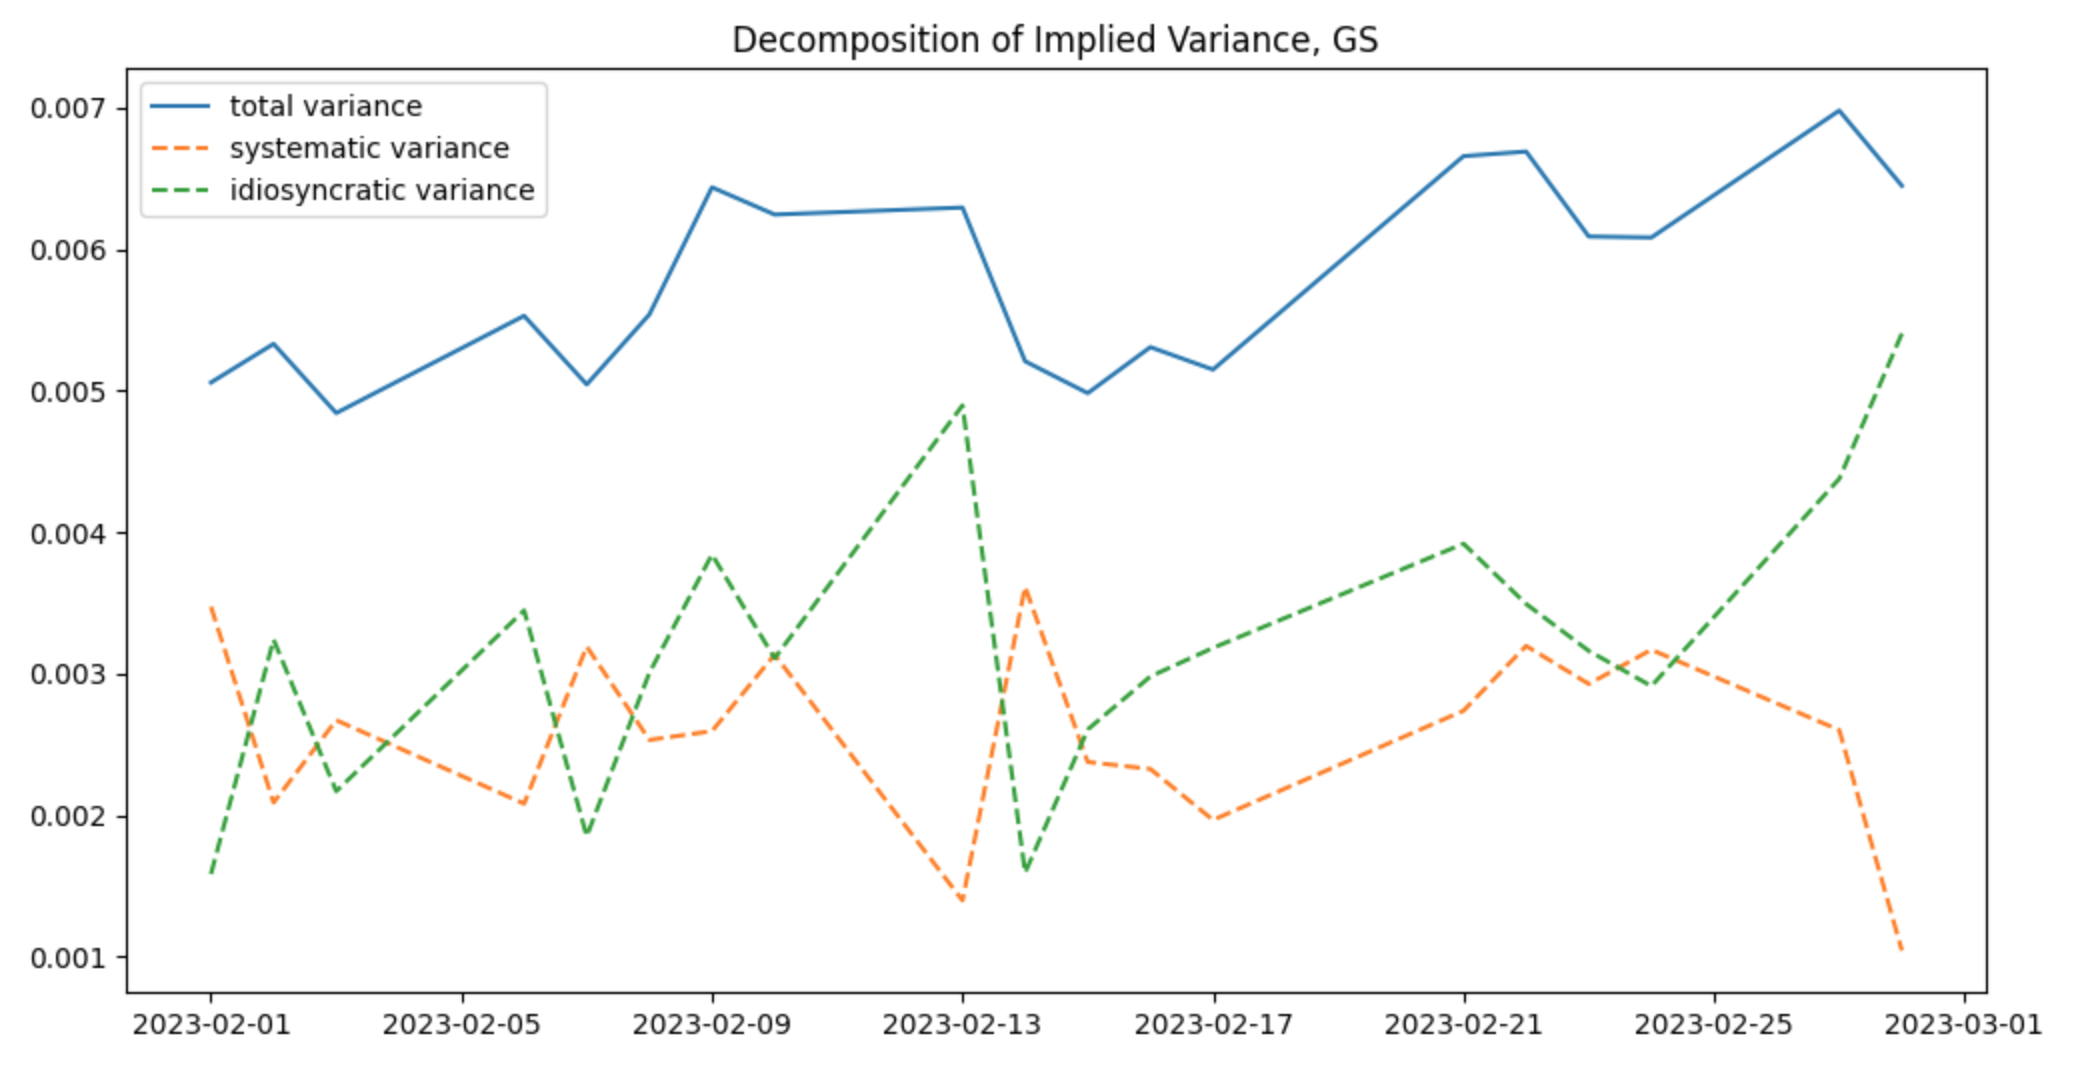 Decomposition of Implied Variance, GS
total variance
systematic variance
idiosyncratic variance
0.007
0.006
0.005
0.004
0.003
0.002
0.001
2023-02-01 2023-02-05 2023-02-09 2023-02-13 2023-02-17 2023-02-21 2023-02-25 2023-03-01